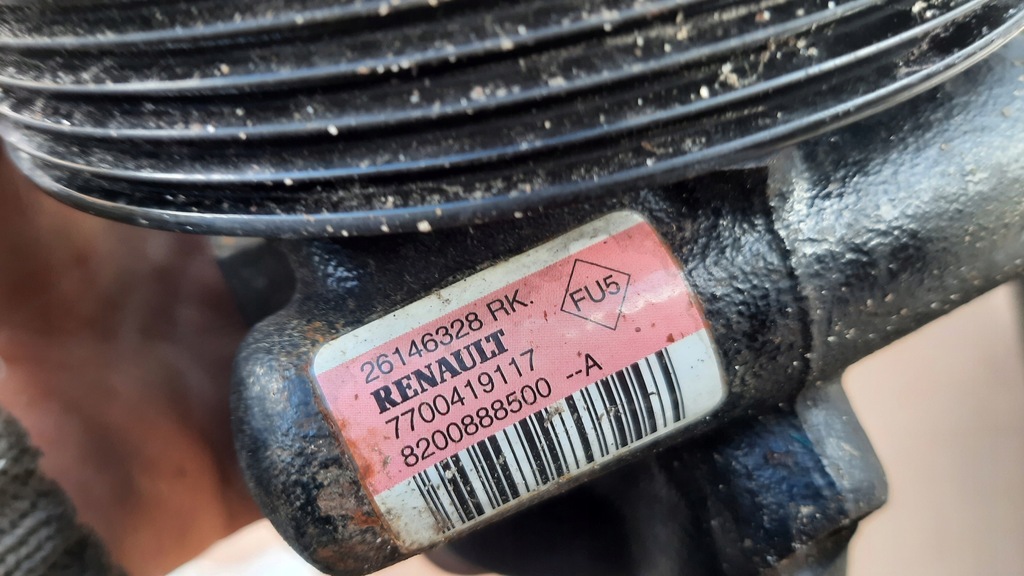 26146328 RK.
FU5
RENAULT
7700419117
8200888500 --A